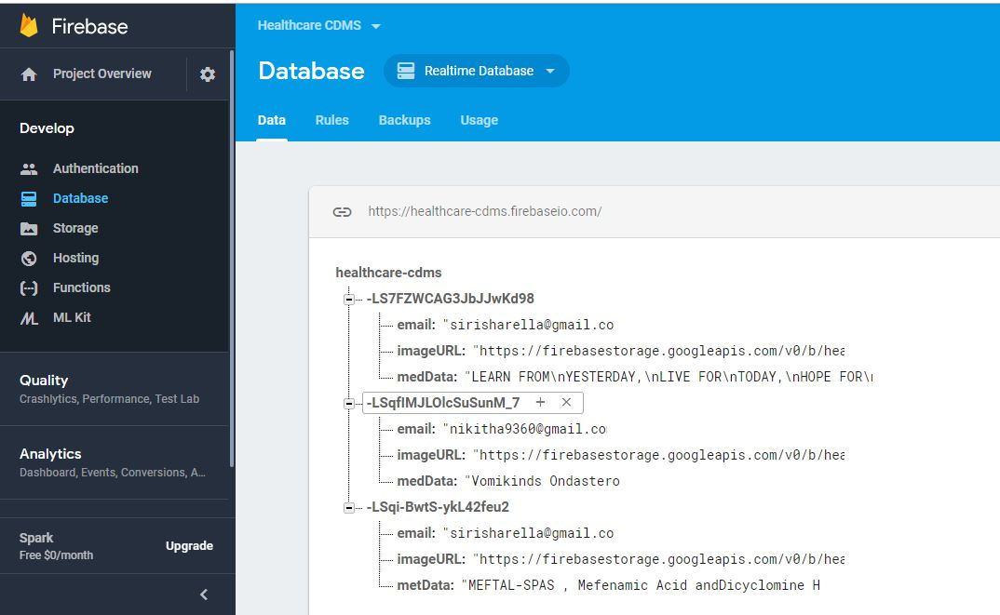 Firebase
Project Overview
Develop
Authentication
Database
Storage
Hosting
Functions
ML Kit
Quality
Crashlytics, Performance, Test Lab
Analytics
Dashboard, Events, Conversions, A...
Spark
Free $0/month
Upgrade
Healthcare CDMS
Database
Realtime Database
Data Rules Backups Usage
https://healthcare-cdms.firebaseio.com/
healthcare-cdms
-LS7FZWCAG3JbJJwKd98
email: "sirisharella@gmail.co
imageURL: "https://firebasestorage.googleapis.com/v0/b/hea
medData: "LEARN FROM\nYESTERDAY,\nLIVE FOR\nTODAY,\nHOPE FOR\n
-LSqfIMJLOlcSuSunM_7
email: "nikitha9360@gmail.co
imageURL: "https://firebasestorage.googleapis.com/v0/b/hea
medData: "Vomikinds Ondastero
-LSqi-BwtS-ykL42feu2
email: "sirisharella@gmail.co
imageURL: "https://firebasestorage.googleapis.com/v0/b/hea
metData: "MEFTAL-SPAS , Mefenamic Acid andDicyclomine H